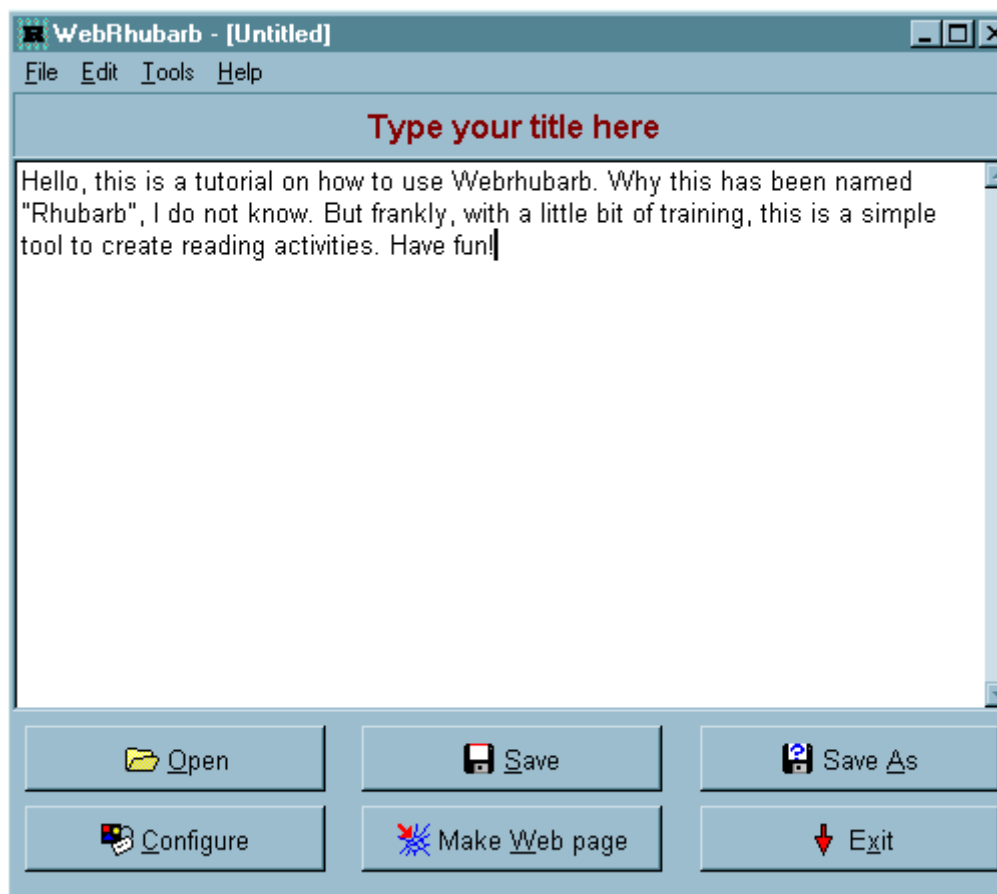 WebRhubarb - [Untitled]
File Edit Tools Help
Type your title here
Hello, this is a tutorial on how to use Webrhubarb. Why this has been named
"Rhubarb", I do not know. But frankly, with a little bit of training, this is a simple
tool to create reading activities. Have fun!
Open Save Save As
Configure Make Web page Exit